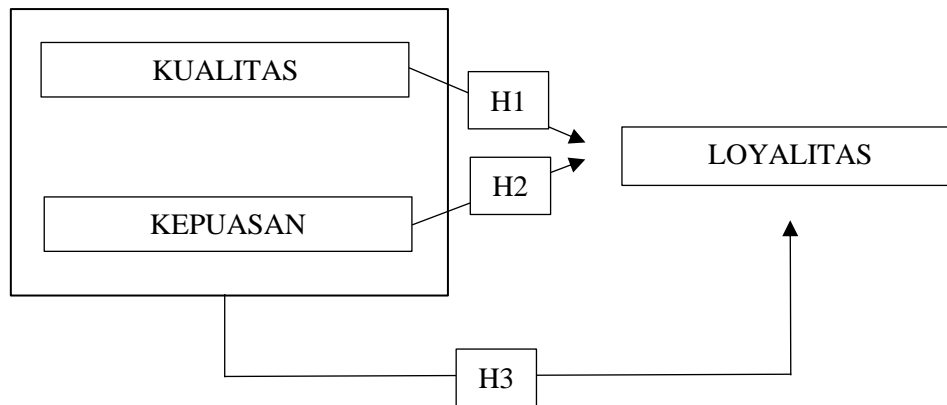 KUALITAS
H1
LOYALITAS
H2
KEPUASAN
H3